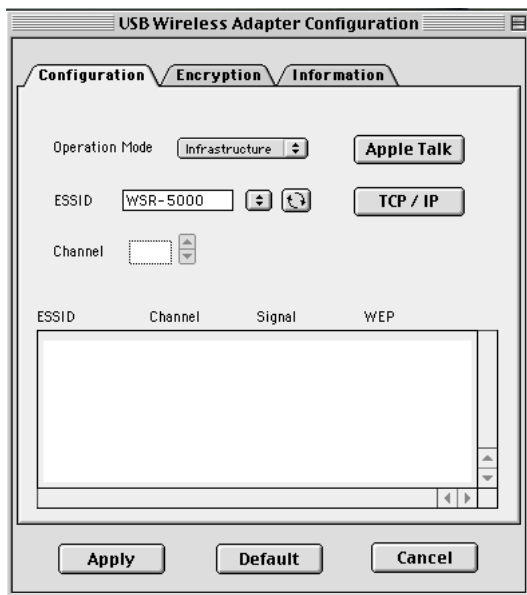 USB Wireless Adapter Configuration
Configuration Encryption Information
Operation Mode Infrastructure Apple Talk
ESSID WSR-5000 TCP / IP
Channel
ESSID Channel Signal WEP
Apply Default Cancel